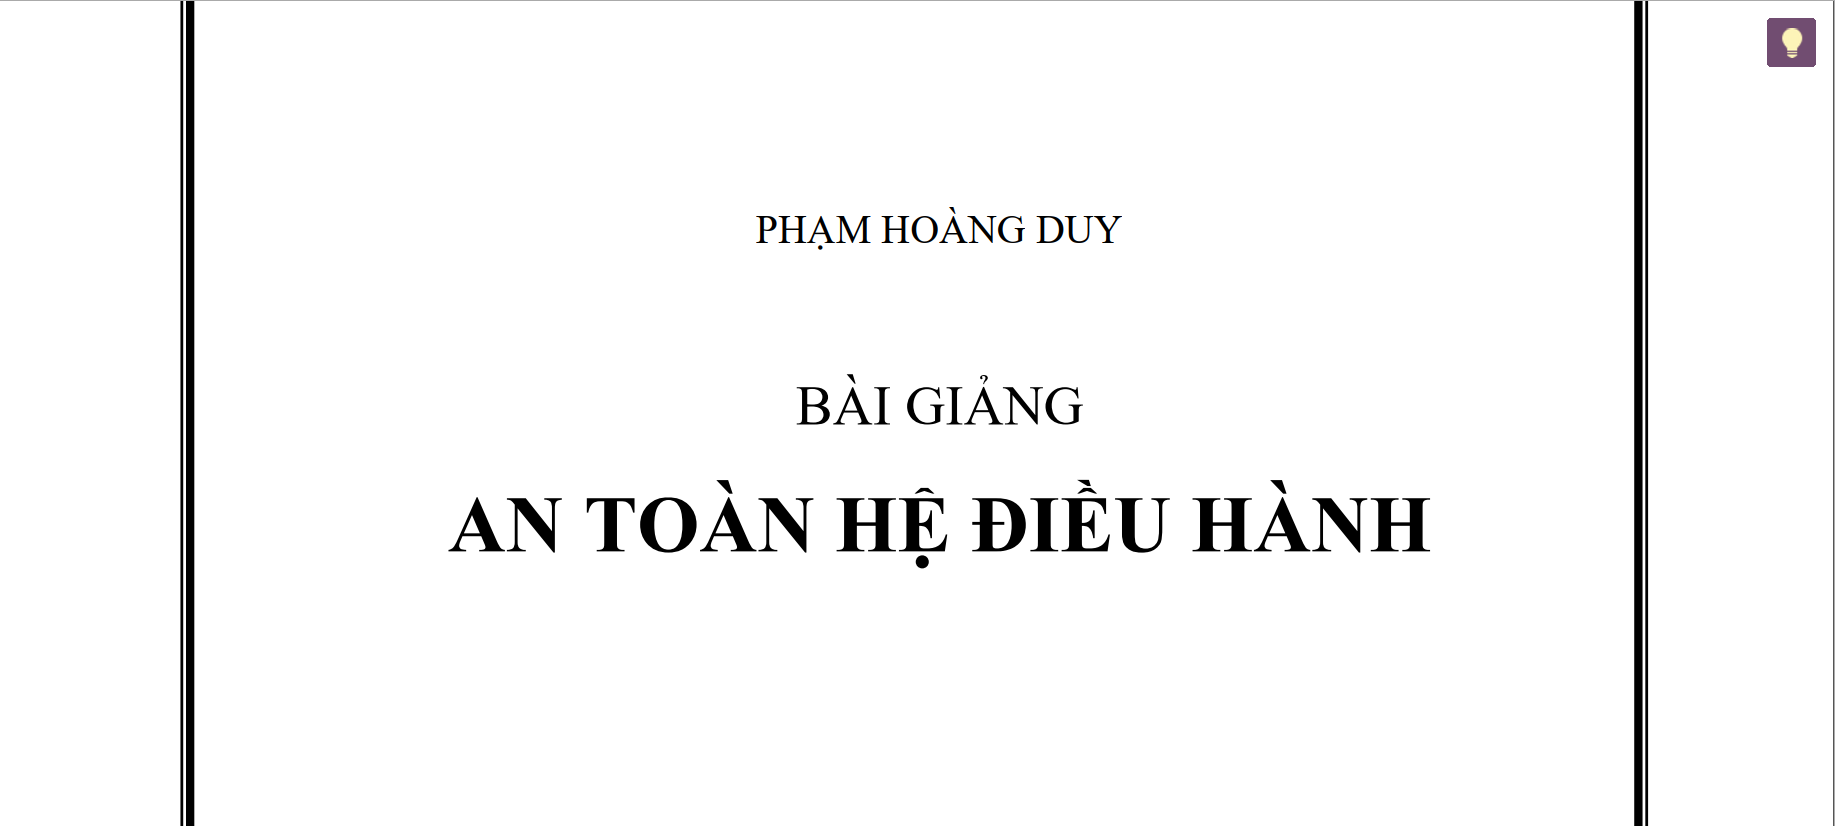 PHẠM HOÀNG DUY
BÀI GIẢNG
AN TOÀN HỆ ĐIỀU HÀNH